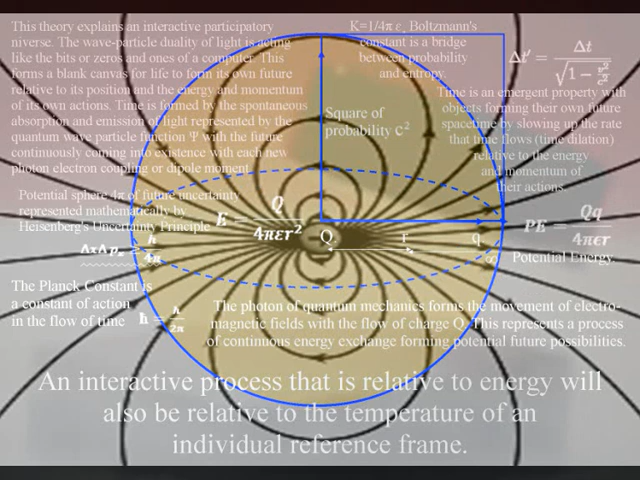 This theory explains an interactive participatory
niverse. The wave-particle duality of light is acting
like the bits or zeros and ones of a computer. This
forms a blank canvas for life to form its own future
relative to its position and the energy and momentum
of its own actions. Time is formed by the spontaneous
absorption and emission of light represented by the
quantum wave particle function Ψ with the future
continuously coming into existence with each new
photon electron coupling or dipole moment.
K=1/4π ε. Boltzmann's
constant is a bridge
between probability
and entropy.
Δt' = Δt / √(1 − v²/c²)
Time is an emergent property with
objects forming their own future
spacetime by slowing up the rate
that time flows (time dilation)
relative to the energy
and momentum of
their actions.
Square of
probability C²
Potential sphere 4π of future uncertainty
represented mathematically by
Heisenberg's Uncertainty Principle
ΔxΔpₓ = h / 4π
E = Q / 4πεr²
Q r q
∞
PE = Qq / 4πϵr
Potential Energy.
The Planck Constant is
a constant of action
in the flow of time ħ = h / 2π
The photon of quantum mechanics forms the movement of electro-
magnetic fields with the flow of charge Q. This represents a process
of continuous energy exchange forming potential future possibilities.
An interactive process that is relative to energy will
also be relative to the temperature of an
individual reference frame.